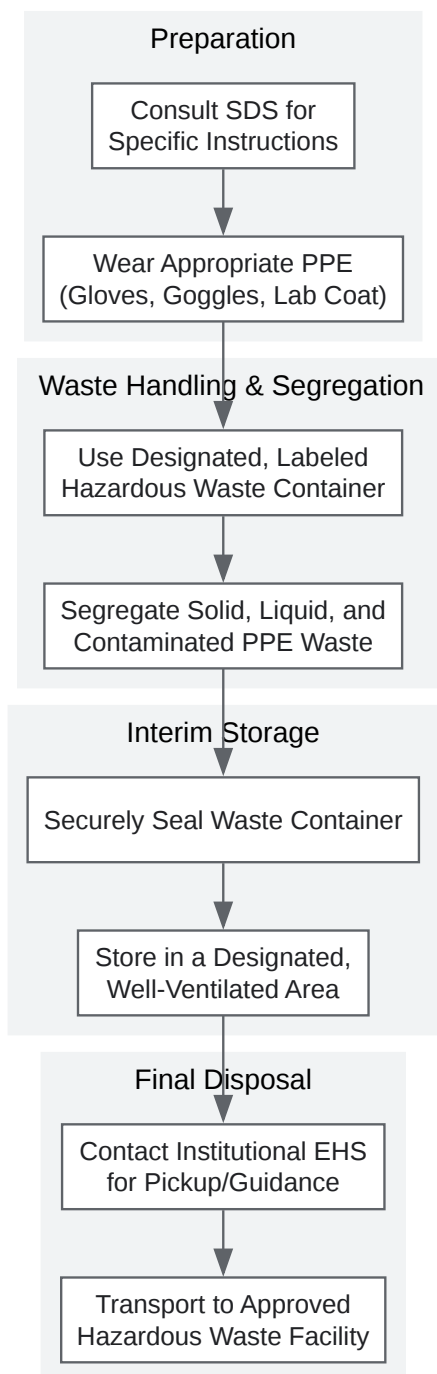 Preparation
Consult SDS for
Specific Instructions
Wear Appropriate PPE
(Gloves, Goggles, Lab Coat)
Waste Handling & Segregation
Use Designated, Labeled
Hazardous Waste Container
Segregate Solid, Liquid, and
Contaminated PPE Waste
Interim Storage
Securely Seal Waste Container
Store in a Designated,
Well-Ventilated Area
Final Disposal
Contact Institutional EHS
for Pickup/Guidance
Transport to Approved
Hazardous Waste Facility